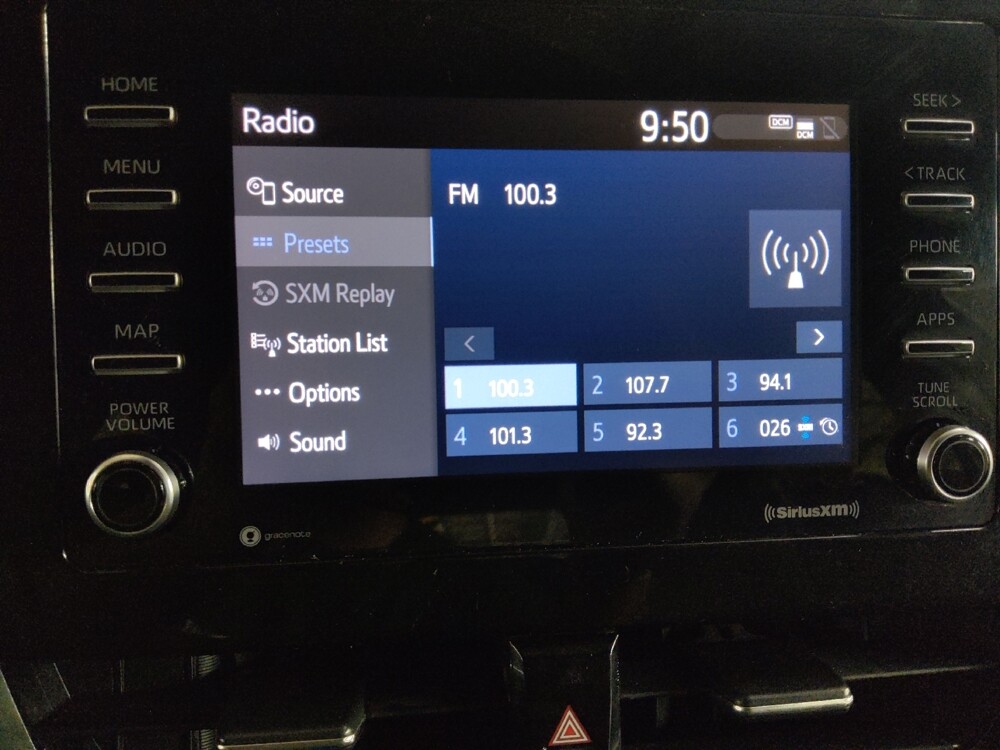 HOME
MENU
AUDIO
MAP
POWER
VOLUME
Radio
9:50
DCM
DCM
Source
Presets
SXM Replay
Station List
Options
Sound
FM 100.3
<
>
1 100.3
2 107.7
3 94.1
4 101.3
5 92.3
6 026 SXM
SEEK >
< TRACK
PHONE
APPS
TUNE
SCROLL
gracenote
SiriusXM